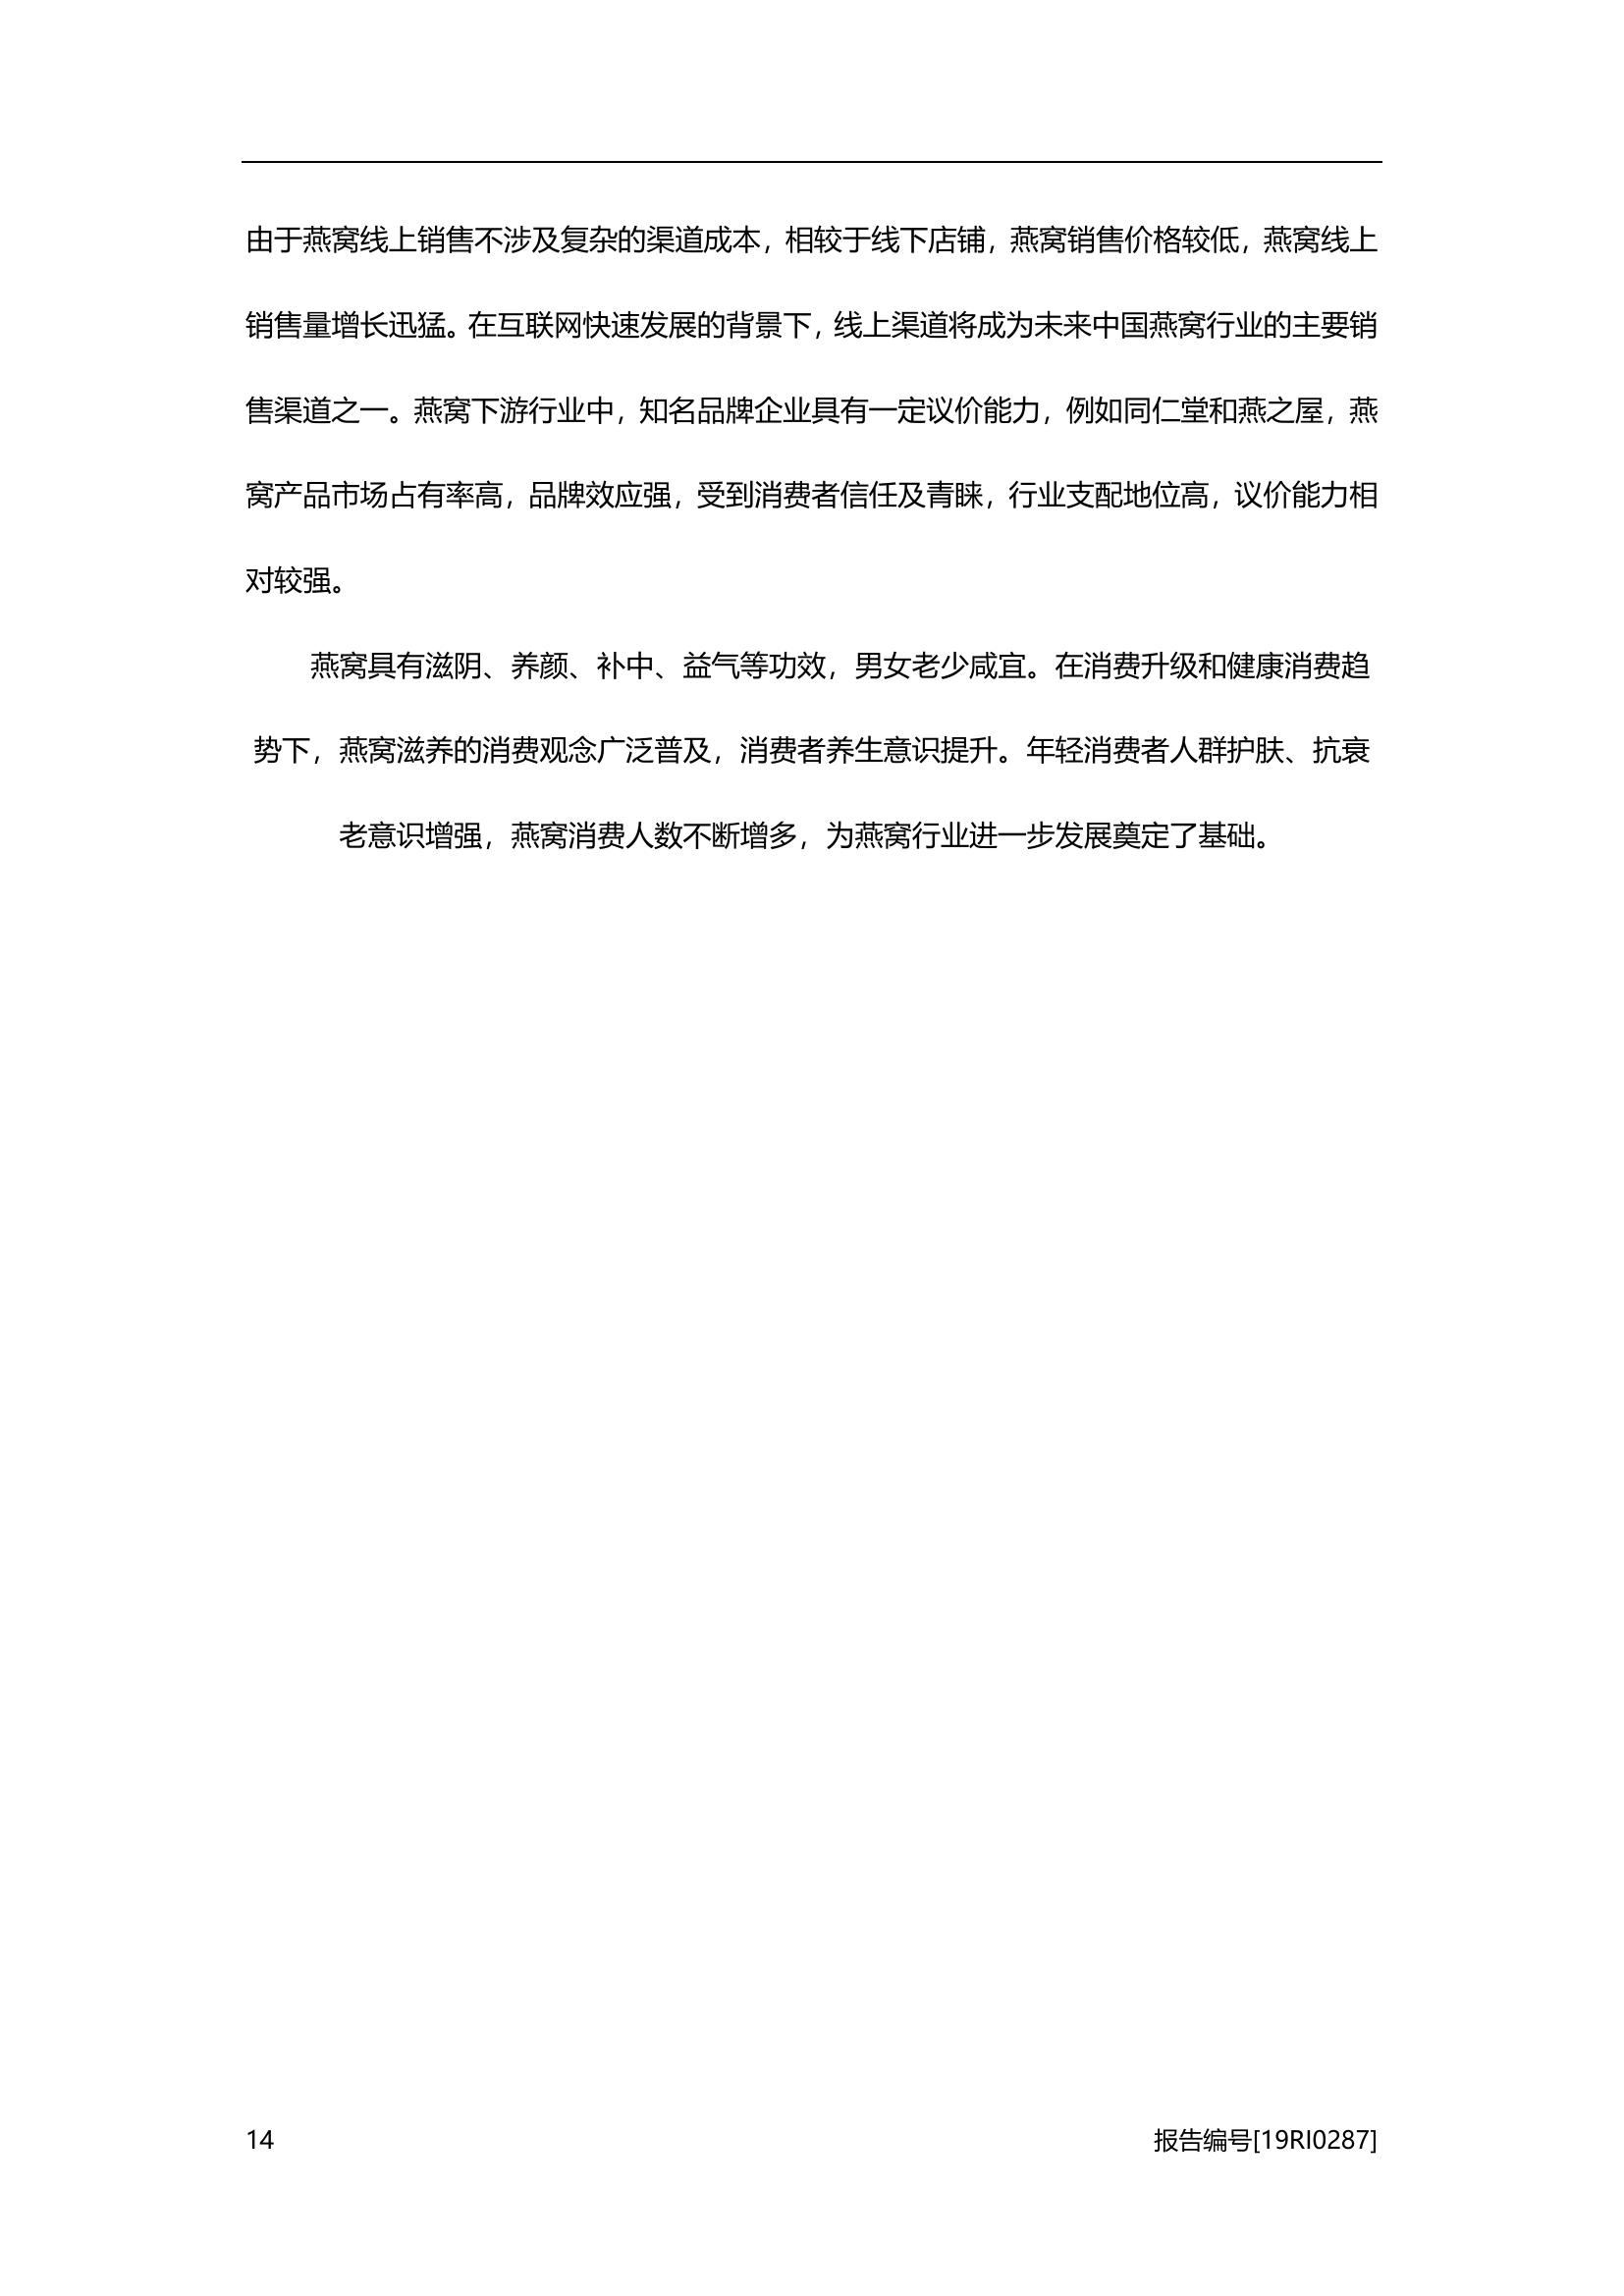 由于燕窝线上销售不涉及复杂的渠道成本，相较于线下店铺，燕窝销售价格较低，燕窝线上
销售量增长迅猛。在互联网快速发展的背景下，线上渠道将成为未来中国燕窝行业的主要销
售渠道之一。燕窝下游行业中，知名品牌企业具有一定议价能力，例如同仁堂和燕之屋，燕
窝产品市场占有率高，品牌效应强，受到消费者信任及青睐，行业支配地位高，议价能力相
对较强。
燕窝具有滋阴、养颜、补中、益气等功效，男女老少咸宜。在消费升级和健康消费趋
势下，燕窝滋养的消费观念广泛普及，消费者养生意识提升。年轻消费者人群护肤、抗衰
老意识增强，燕窝消费人数不断增多，为燕窝行业进一步发展奠定了基础。
14 报告编号[19RI0287]